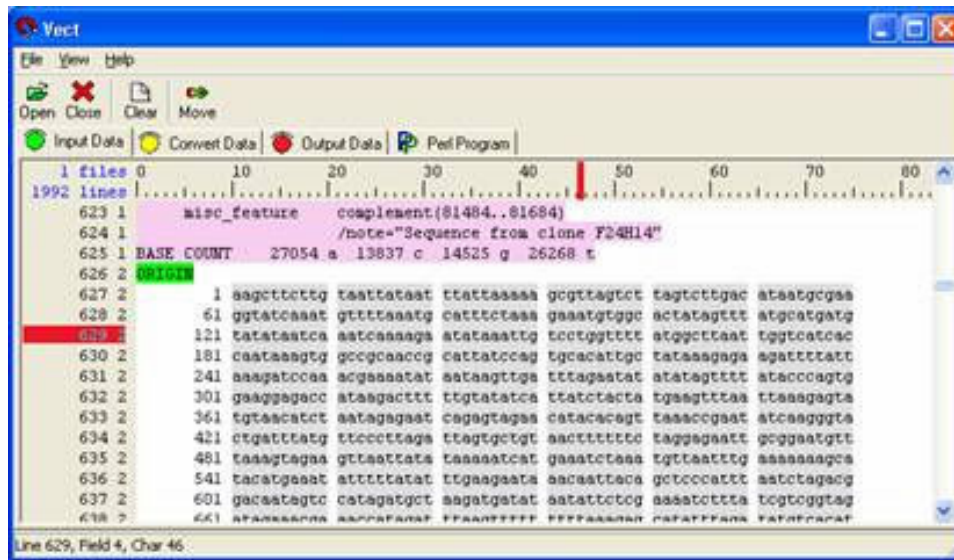 Vect
File View Help
Open Close Clear Move
Input Data Convert Data Output Data Perl Program
1 files 0 10 20 30 40 50 60 70 80
1992 lines
623 1 misc_feature complement(81484..81684)
624 1 /note="Sequence from clone F24H14"
625 1 BASE COUNT 27054 a 13837 c 14525 g 26268 t
626 2 ORIGIN
627 2 1 aagcttcttg taattataat ttattaaaaa gcgttagtct tagtcttgac ataatgcgaa
628 2 61 ggtatcaaat gttttaaatg catttctaaa gaaatgtggc actatagttt atgcatgatg
629 2 121 tatataatca aatcaaaaga atataaattg tcctggtttt atggcttaat tggtcatcac
630 2 181 caataaagtg gccgcaaccg cattatccag tgcacattgc tataaagaga agattttatt
631 2 241 aaagatccaa acgaaaatat aataagttga tttagaatat atatagtttt atacccagtg
632 2 301 gaaggagacc ataagacttt ttgtatatca ttatctacta tgaagtttaa ttaaagagta
633 2 361 tgtaacatct aatagagaat cagagtagaa catacacagt taaaccgaat atcaagggta
634 2 421 ctgatttatg ttcccttaga ttagtgctgt aacttttttc taggagaatt gcggaatgtt
635 2 481 taaagtagaa gttaattata taaaaatcat gaaatctaaa tgttaatttg aaaaaaagca
636 2 541 tacatgaaat atttttatat ttgaagaata aacaattaca gctcccattt aatctagacg
637 2 601 gacaatagtc catagatgct aagatgatat aatattctcg aaaatcttta tcgtcggtag
638 2 661
Line 629, Field 4, Char 46